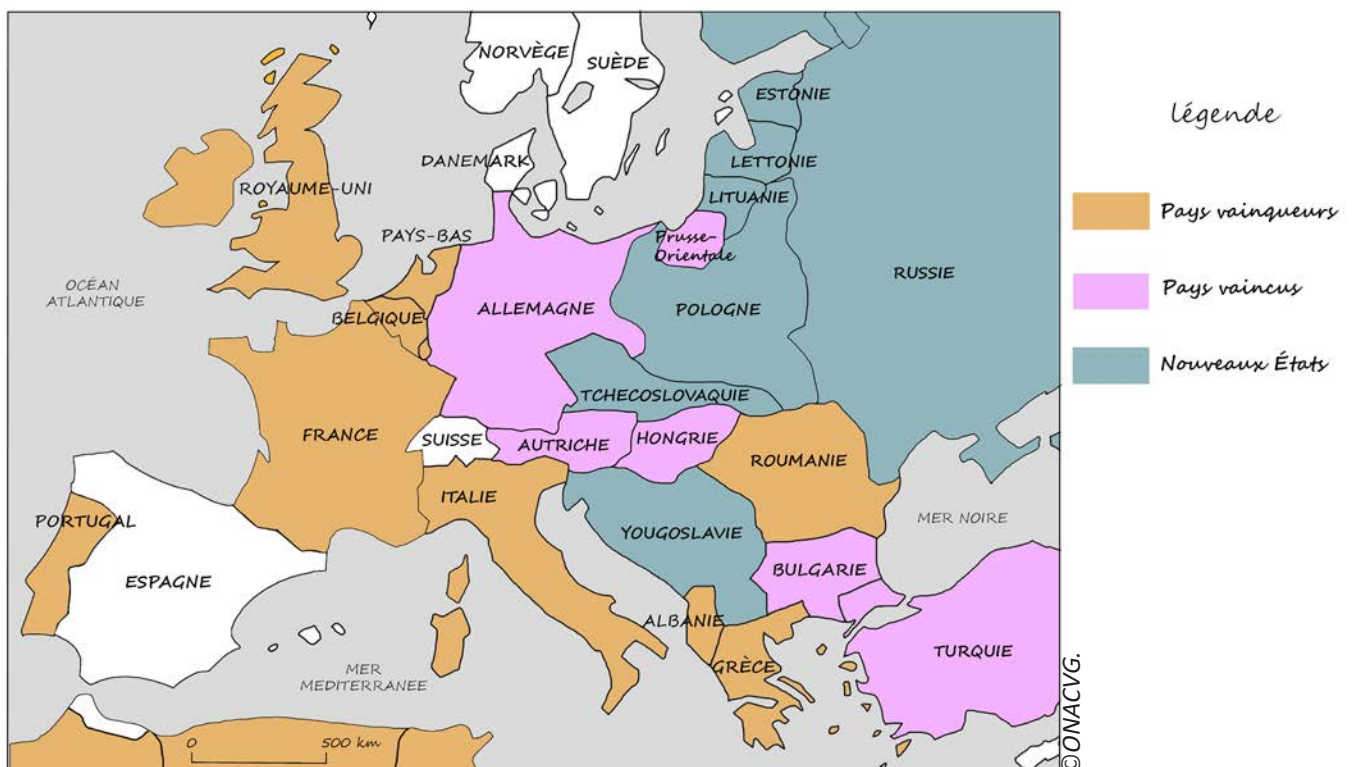 NORVÈGE
SUÈDE
ESTONIE
LETTONIE
LITUANIE
DANEMARK
ROYAUME-UNI
PAYS-BAS
Prusse-
Orientale
RUSSIE
OCÉAN
ATLANTIQUE
BELGIQUE
ALLEMAGNE
POLOGNE
TCHECOSLOVAQUIE
FRANCE
SUISSE
AUTRICHE
HONGRIE
ROUMANIE
ITALIE
PORTUGAL
ESPAGNE
YOUGOSLAVIE
MER NOIRE
BULGARIE
ALBANIE
GRÈCE
TURQUIE
MER
MEDITERRANEE
0 500 km
légende
Pays vainqueurs
Pays vaincus
Nouveaux États
©ONACVG.